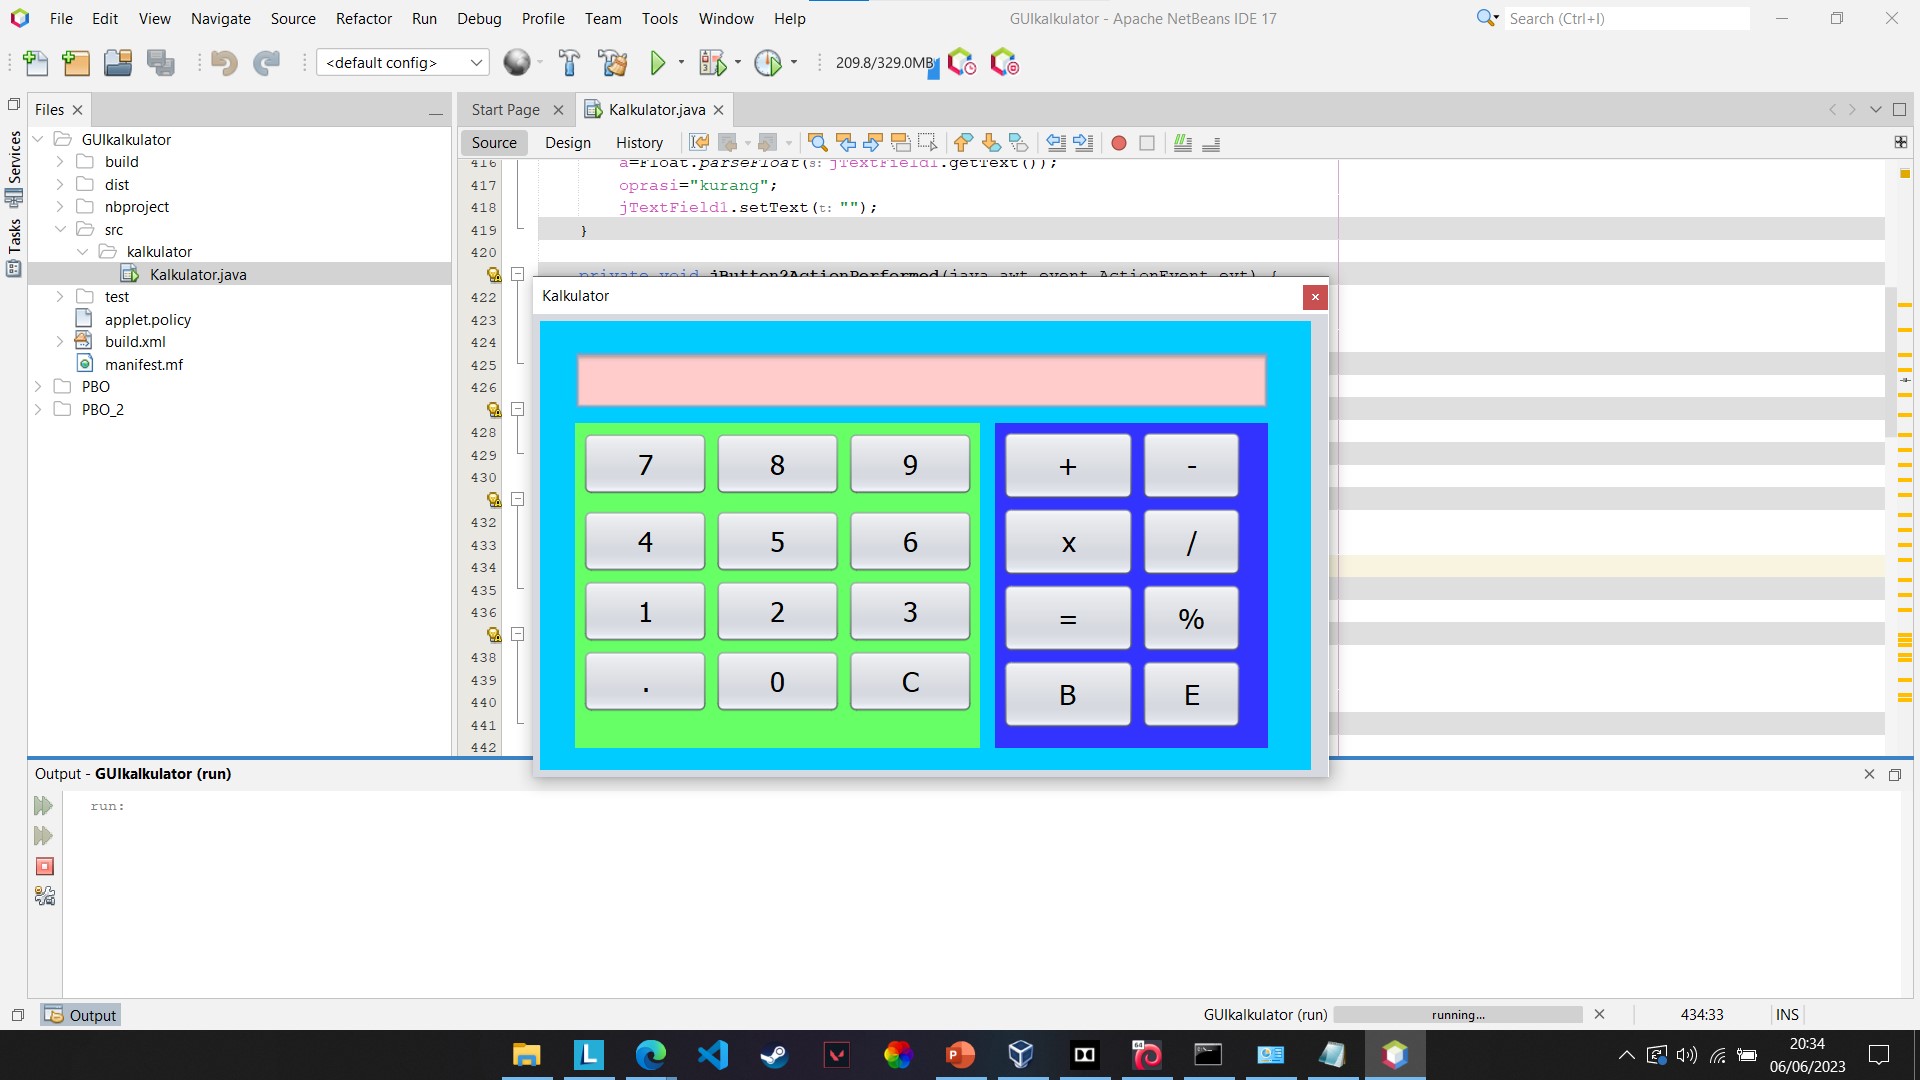 File Edit View Navigate Source Refactor Run Debug Profile Team Tools Window Help GUIkalkulator - Apache NetBeans IDE 17 Search (Ctrl+I)
<default config> 209.8/329.0MB
Files Start Page Kalkulator.java
Services
Tasks
GUIkalkulator
build
dist
nbproject
src
kalkulator
Kalkulator.java
test
applet.policy
build.xml
manifest.mf
PBO
PBO_2
Source Design History
416 a=Float.parseFloat(s: jTextField1.getText());
417 oprasi="kurang";
418 jTextField1.setText(t: "");
419 }
420
private void jButton2ActionPerformed(java.awt.event.ActionEvent evt) {
422
423
424
425
426
428
429
430
432
433
434
435
436
438
439
440
441
442
Kalkulator
7 8 9 + -
4 5 6 x /
1 2 3 = %
. 0 C B E
Output - GUIkalkulator (run)
run:
Output GUIkalkulator (run) running... 434:33 INS
L P 64
20:34
06/06/2023